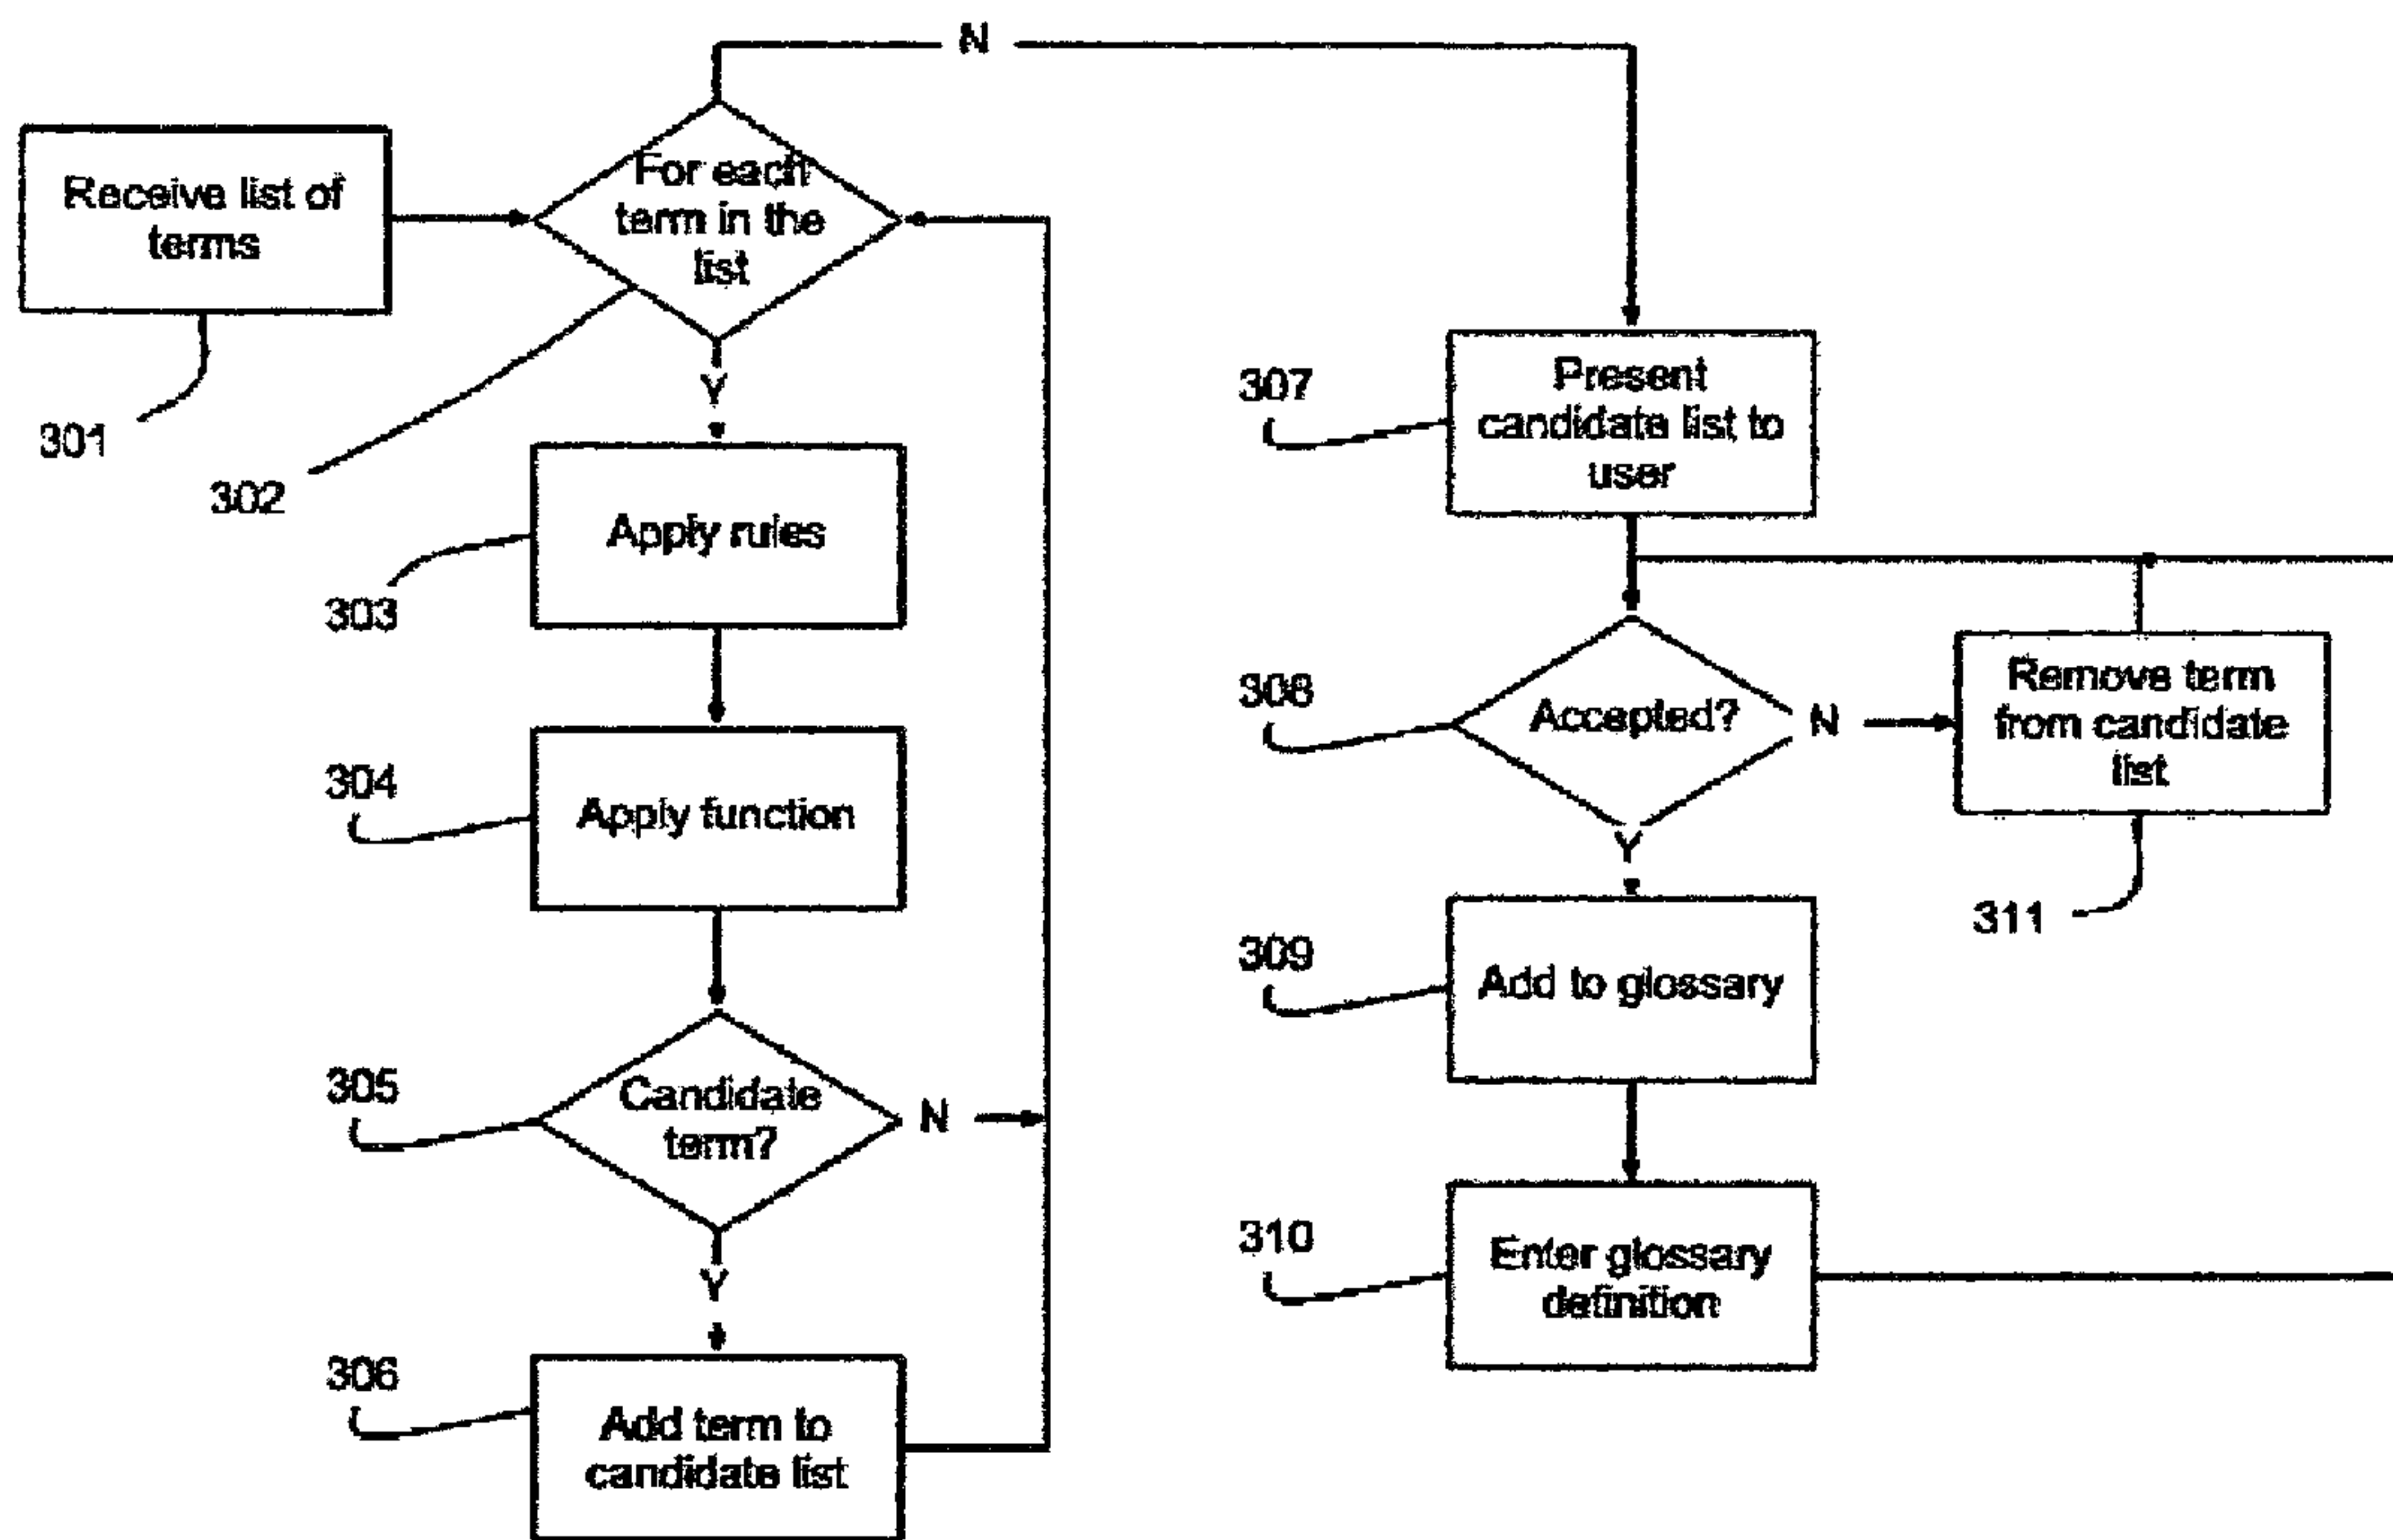 N
Receive list of
terms
301
For each
term in the
list
302
Y
Apply rules
303
Apply function
304
Candidate
term?
305
N
Y
Add term to
candidate list
306
Present
candidate list to
user
307
Accepted?
308
N
Remove term
from candidate
list
311
Y
Add to glossary
309
Enter glossary
definition
310